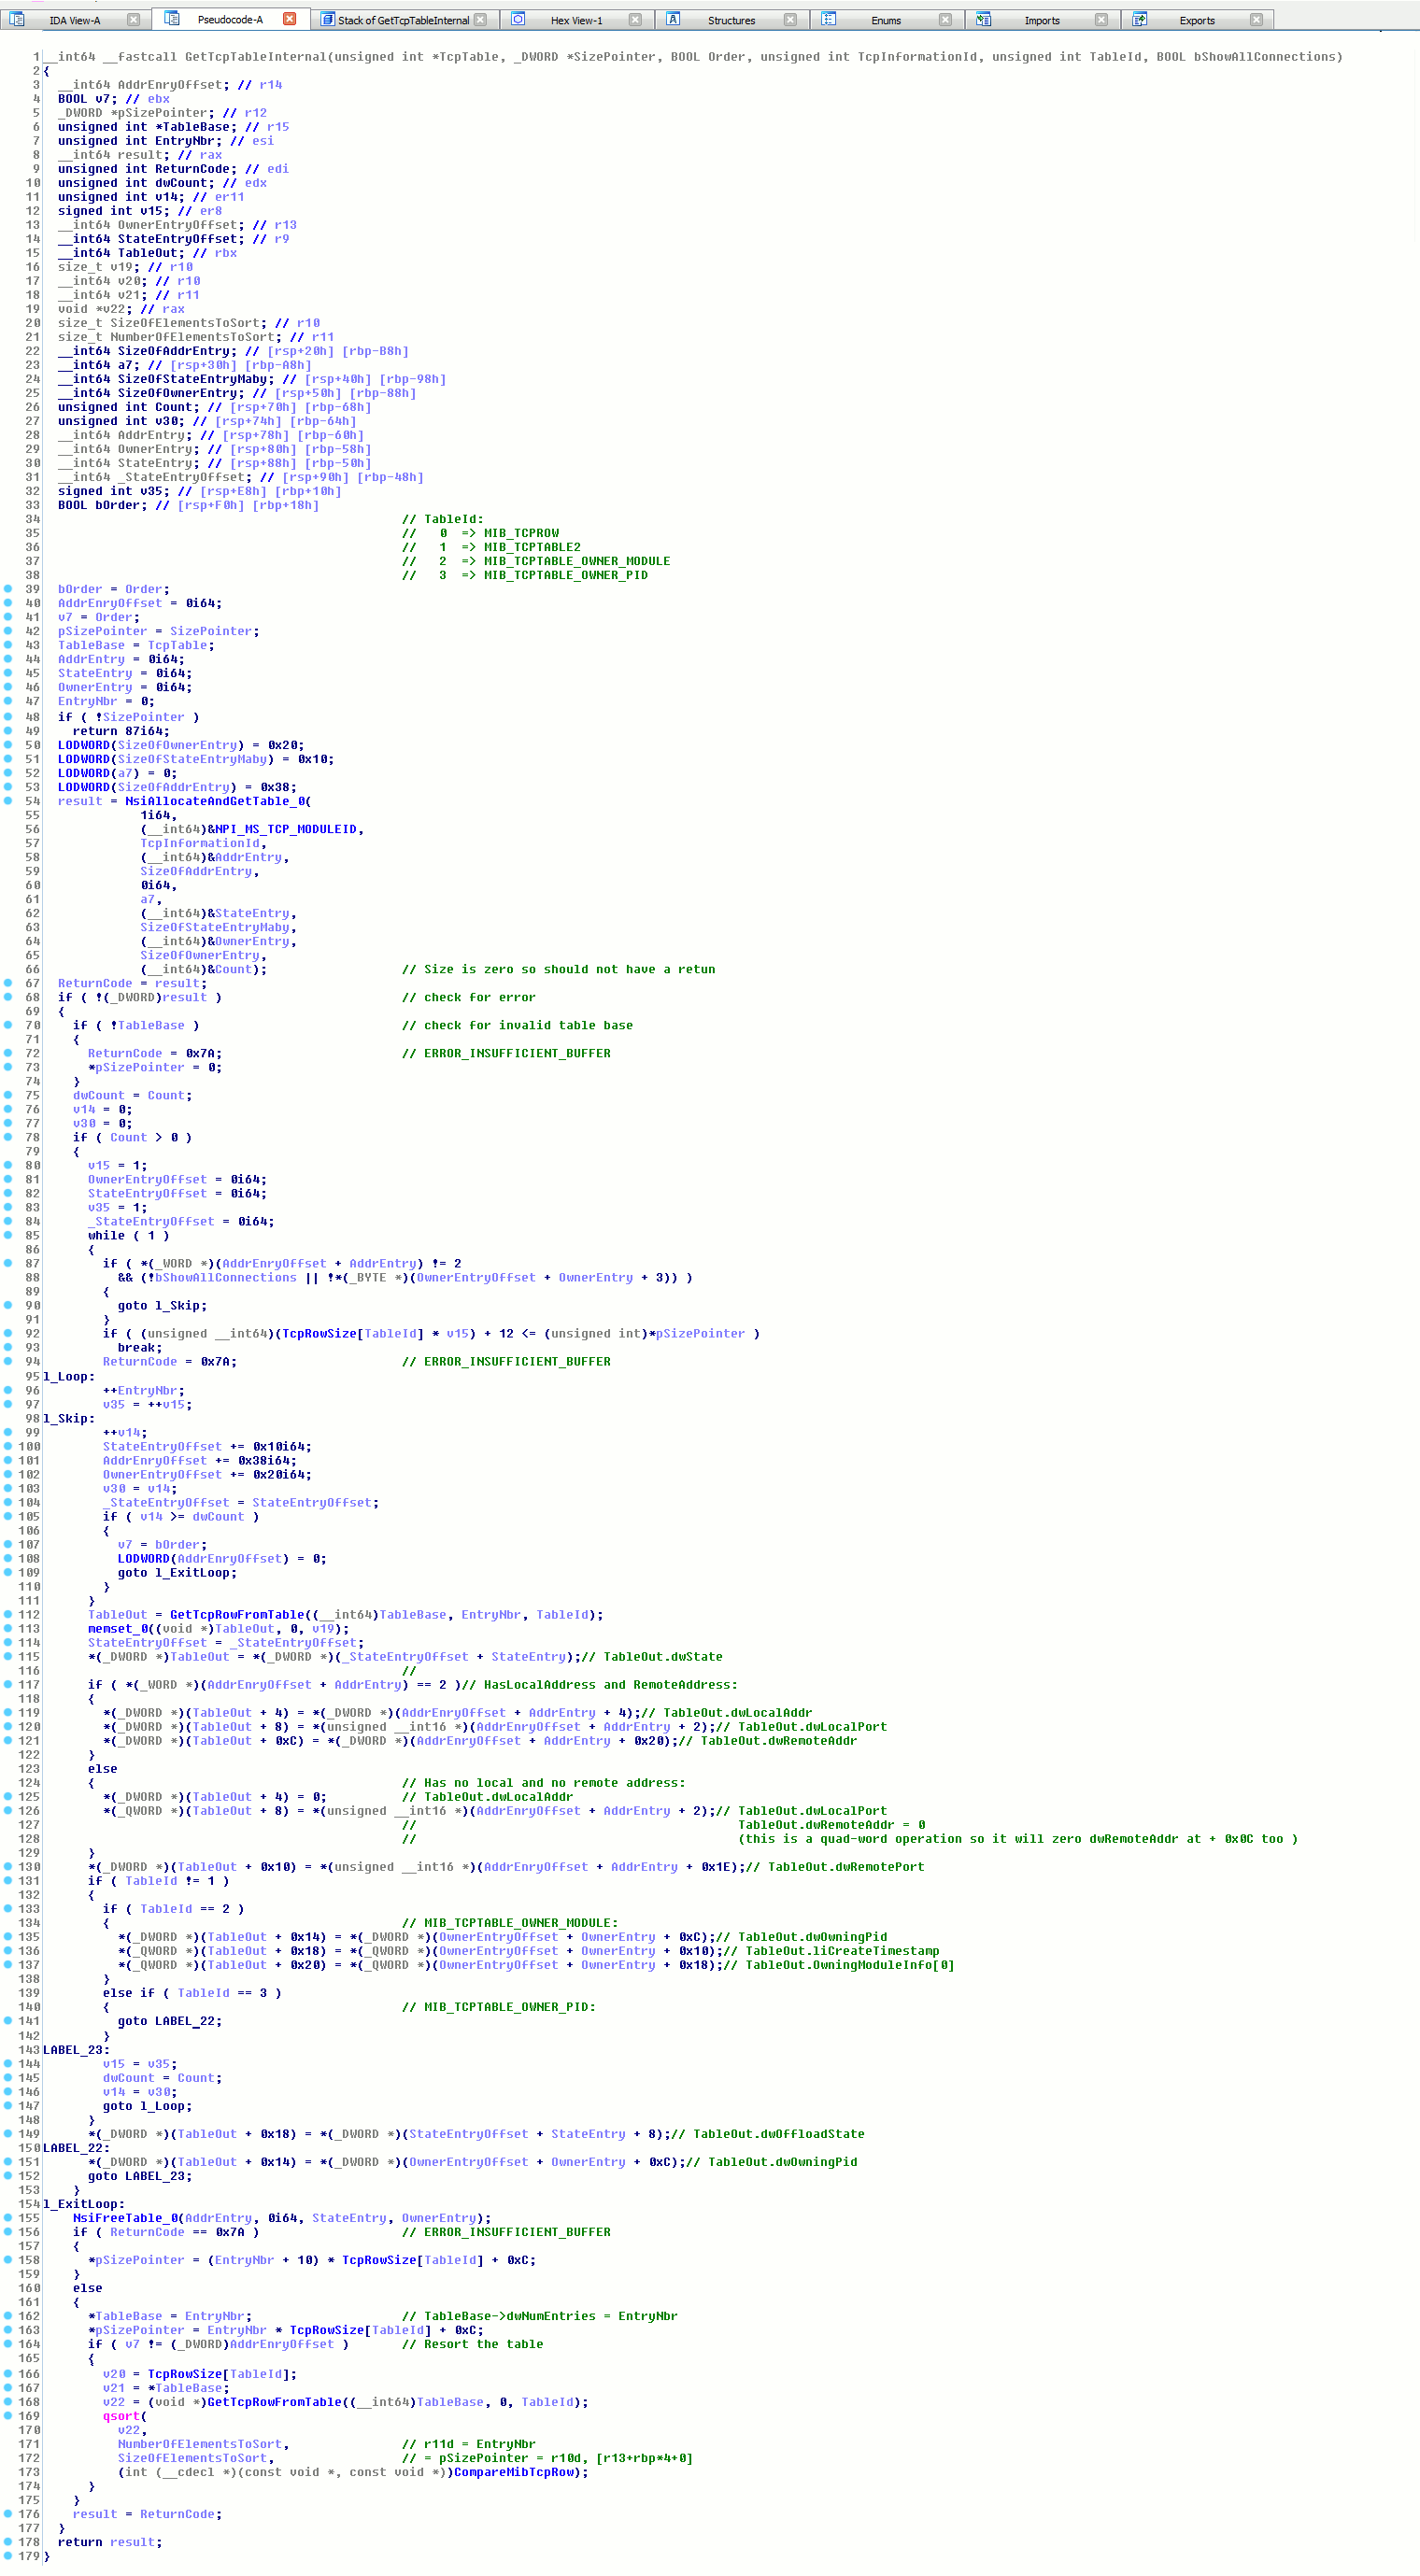 IDA View-A Pseudocode-A Stack of GetTcpTableInternal Hex View-1 Structures Enums Imports Exports
1 __int64 __fastcall GetTcpTableInternal(unsigned int *TcpTable, _DWORD *SizePointer, BOOL Order, unsigned int TcpInformationId, unsigned int TableId, BOOL bShowAllConnections)
2 {
3 __int64 AddrEnryOffset; // r14
4 BOOL v7; // ebx
5 _DWORD *pSizePointer; // r12
6 unsigned int *TableBase; // r15
7 unsigned int EntryNbr; // esi
8 __int64 result; // rax
9 unsigned int ReturnCode; // edi
10 unsigned int dwCount; // edx
11 unsigned int v14; // er11
12 signed int v15; // er8
13 __int64 OwnerEntryOffset; // r13
14 __int64 StateEntryOffset; // r9
15 __int64 TableOut; // rbx
16 size_t v19; // r10
17 __int64 v20; // r10
18 __int64 v21; // r11
19 void *v22; // rax
20 size_t SizeOfElementsToSort; // r10
21 size_t NumberOfElementsToSort; // r11
22 __int64 SizeOfAddrEntry; // [rsp+20h] [rbp-B8h]
23 __int64 a7; // [rsp+30h] [rbp-A8h]
24 __int64 SizeOfStateEntryMaby; // [rsp+40h] [rbp-98h]
25 __int64 SizeOfOwnerEntry; // [rsp+50h] [rbp-88h]
26 unsigned int Count; // [rsp+70h] [rbp-68h]
27 unsigned int v30; // [rsp+74h] [rbp-64h]
28 __int64 AddrEntry; // [rsp+78h] [rbp-60h]
29 __int64 OwnerEntry; // [rsp+80h] [rbp-58h]
30 __int64 StateEntry; // [rsp+88h] [rbp-50h]
31 __int64 _StateEntryOffset; // [rsp+90h] [rbp-48h]
32 signed int v35; // [rsp+E8h] [rbp+10h]
33 BOOL bOrder; // [rsp+F0h] [rbp+18h]
34 // TableId:
35 // 0 => MIB_TCPROW
36 // 1 => MIB_TCPTABLE2
37 // 2 => MIB_TCPTABLE_OWNER_MODULE
38 // 3 => MIB_TCPTABLE_OWNER_PID
39 bOrder = Order;
40 AddrEnryOffset = 0i64;
41 v7 = Order;
42 pSizePointer = SizePointer;
43 TableBase = TcpTable;
44 AddrEntry = 0i64;
45 StateEntry = 0i64;
46 OwnerEntry = 0i64;
47 EntryNbr = 0;
48 if ( !SizePointer )
49 return 87i64;
50 LODWORD(SizeOfOwnerEntry) = 0x20;
51 LODWORD(SizeOfStateEntryMaby) = 0x10;
52 LODWORD(a7) = 0;
53 LODWORD(SizeOfAddrEntry) = 0x38;
54 result = NsiAllocateAndGetTable_0(
55 1i64,
56 (__int64)&NPI_MS_TCP_MODULEID,
57 TcpInformationId,
58 (__int64)&AddrEntry,
59 SizeOfAddrEntry,
60 0i64,
61 a7,
62 (__int64)&StateEntry,
63 SizeOfStateEntryMaby,
64 (__int64)&OwnerEntry,
65 SizeOfOwnerEntry,
66 (__int64)&Count); // Size is zero so should not have a retun
67 ReturnCode = result;
68 if ( !(_DWORD)result ) // check for error
69 {
70 if ( !TableBase ) // check for invalid table base
71 {
72 ReturnCode = 0x7A; // ERROR_INSUFFICIENT_BUFFER
73 *pSizePointer = 0;
74 }
75 dwCount = Count;
76 v14 = 0;
77 v30 = 0;
78 if ( Count > 0 )
79 {
80 v15 = 1;
81 OwnerEntryOffset = 0i64;
82 StateEntryOffset = 0i64;
83 v35 = 1;
84 _StateEntryOffset = 0i64;
85 while ( 1 )
86 {
87 if ( *(_WORD *)(AddrEnryOffset + AddrEntry) != 2
88 && (!bShowAllConnections || !*(_BYTE *)(OwnerEntryOffset + OwnerEntry + 3)) )
89 {
90 goto l_Skip;
91 }
92 if ( (unsigned __int64)(TcpRowSize[TableId] * v15) + 12 <= (unsigned int)*pSizePointer )
93 break;
94 ReturnCode = 0x7A; // ERROR_INSUFFICIENT_BUFFER
95 l_Loop:
96 ++EntryNbr;
97 v35 = ++v15;
98 l_Skip:
99 ++v14;
100 StateEntryOffset += 0x10i64;
101 AddrEnryOffset += 0x38i64;
102 OwnerEntryOffset += 0x20i64;
103 v30 = v14;
104 _StateEntryOffset = StateEntryOffset;
105 if ( v14 >= dwCount )
106 {
107 v7 = bOrder;
108 LODWORD(AddrEnryOffset) = 0;
109 goto l_ExitLoop;
110 }
111 }
112 TableOut = GetTcpRowFromTable((__int64)TableBase, EntryNbr, TableId);
113 memset_0((void *)TableOut, 0, v19);
114 StateEntryOffset = _StateEntryOffset;
115 *(_DWORD *)TableOut = *(_DWORD *)(_StateEntryOffset + StateEntry);// TableOut.dwState
116 //
117 if ( *(_WORD *)(AddrEnryOffset + AddrEntry) == 2 )// HasLocalAddress and RemoteAddress:
118 {
119 *(_DWORD *)(TableOut + 4) = *(_DWORD *)(AddrEnryOffset + AddrEntry + 4);// TableOut.dwLocalAddr
120 *(_DWORD *)(TableOut + 8) = *(unsigned __int16 *)(AddrEnryOffset + AddrEntry + 2);// TableOut.dwLocalPort
121 *(_DWORD *)(TableOut + 0xC) = *(_DWORD *)(AddrEnryOffset + AddrEntry + 0x20);// TableOut.dwRemoteAddr
122 }
123 else
124 { // Has no local and no remote address:
125 *(_DWORD *)(TableOut + 4) = 0; // TableOut.dwLocalAddr
126 *(_QWORD *)(TableOut + 8) = *(unsigned __int16 *)(AddrEnryOffset + AddrEntry + 2);// TableOut.dwLocalPort
127 // TableOut.dwRemoteAddr = 0
128 // (this is a quad-word operation so it will zero dwRemoteAddr at + 0x0C too )
129 }
130 *(_DWORD *)(TableOut + 0x10) = *(unsigned __int16 *)(AddrEnryOffset + AddrEntry + 0x1E);// TableOut.dwRemotePort
131 if ( TableId != 1 )
132 {
133 if ( TableId == 2 )
134 { // MIB_TCPTABLE_OWNER_MODULE:
135 *(_DWORD *)(TableOut + 0x14) = *(_DWORD *)(OwnerEntryOffset + OwnerEntry + 0xC);// TableOut.dwOwningPid
136 *(_QWORD *)(TableOut + 0x18) = *(_QWORD *)(OwnerEntryOffset + OwnerEntry + 0x10);// TableOut.liCreateTimestamp
137 *(_QWORD *)(TableOut + 0x20) = *(_QWORD *)(OwnerEntryOffset + OwnerEntry + 0x18);// TableOut.OwningModuleInfo[0]
138 }
139 else if ( TableId == 3 )
140 { // MIB_TCPTABLE_OWNER_PID:
141 goto LABEL_22;
142 }
143 LABEL_23:
144 v15 = v35;
145 dwCount = Count;
146 v14 = v30;
147 goto l_Loop;
148 }
149 *(_DWORD *)(TableOut + 0x18) = *(_DWORD *)(StateEntryOffset + StateEntry + 8);// TableOut.dwOffloadState
150 LABEL_22:
151 *(_DWORD *)(TableOut + 0x14) = *(_DWORD *)(OwnerEntryOffset + OwnerEntry + 0xC);// TableOut.dwOwningPid
152 goto LABEL_23;
153 }
154 l_ExitLoop:
155 NsiFreeTable_0(AddrEntry, 0i64, StateEntry, OwnerEntry);
156 if ( ReturnCode == 0x7A ) // ERROR_INSUFFICIENT_BUFFER
157 {
158 *pSizePointer = (EntryNbr + 10) * TcpRowSize[TableId] + 0xC;
159 }
160 else
161 {
162 *TableBase = EntryNbr; // TableBase->dwNumEntries = EntryNbr
163 *pSizePointer = EntryNbr * TcpRowSize[TableId] + 0xC;
164 if ( v7 != (_DWORD)AddrEnryOffset ) // Resort the table
165 {
166 v20 = TcpRowSize[TableId];
167 v21 = *TableBase;
168 v22 = (void *)GetTcpRowFromTable((__int64)TableBase, 0, TableId);
169 qsort(
170 v22,
171 NumberOfElementsToSort, // r11d = EntryNbr
172 SizeOfElementsToSort, // = pSizePointer = r10d, [r13+rbp*4+0]
173 (int (__cdecl *)(const void *, const void *))CompareMibTcpRow);
174 }
175 }
176 result = ReturnCode;
177 }
178 return result;
179 }